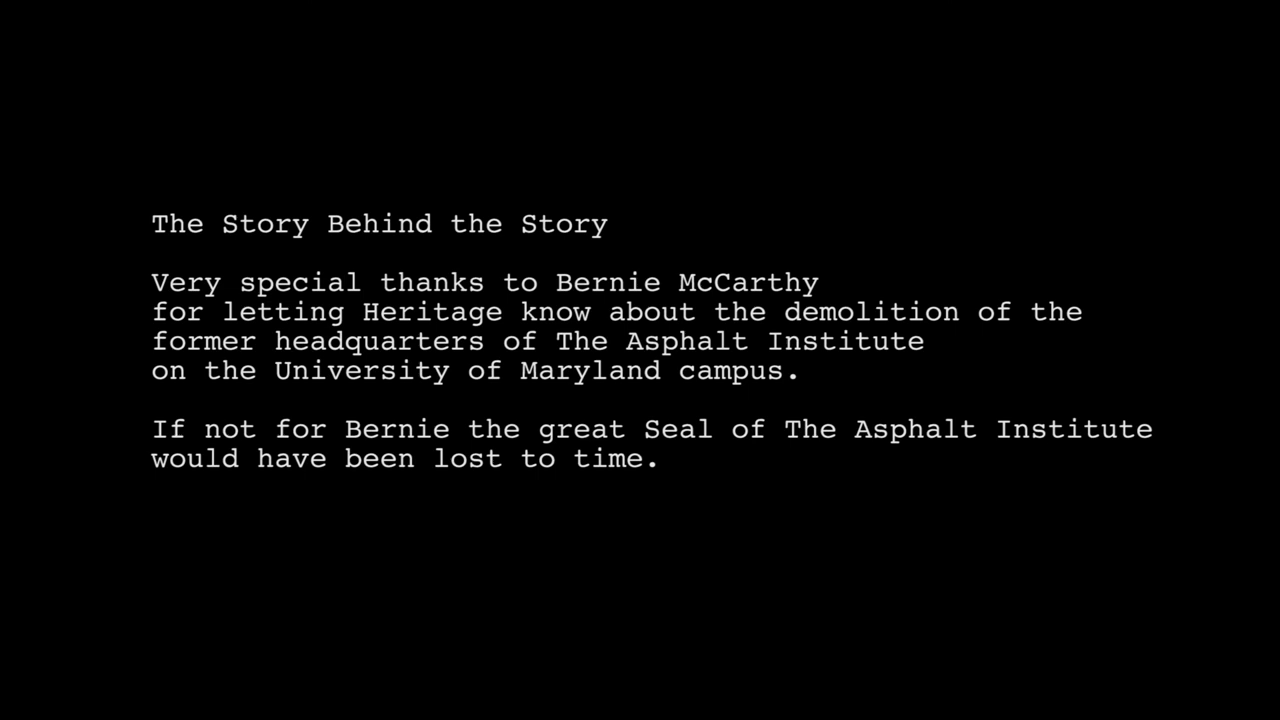 The Story Behind the Story
Very special thanks to Bernie McCarthy
for letting Heritage know about the demolition of the
former headquarters of The Asphalt Institute
on the University of Maryland campus.
If not for Bernie the great Seal of The Asphalt Institute
would have been lost to time.